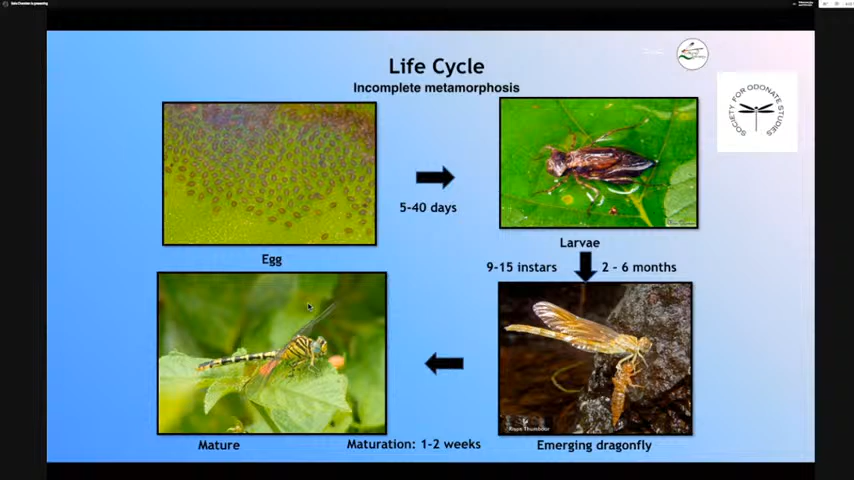 Life Cycle
Incomplete metamorphosis
SOCIETY FOR ODONATE STUDIES
5-40 days
Egg
Larvae
9-15 instars
2 - 6 months
Mature
Maturation: 1-2 weeks
Emerging dragonfly